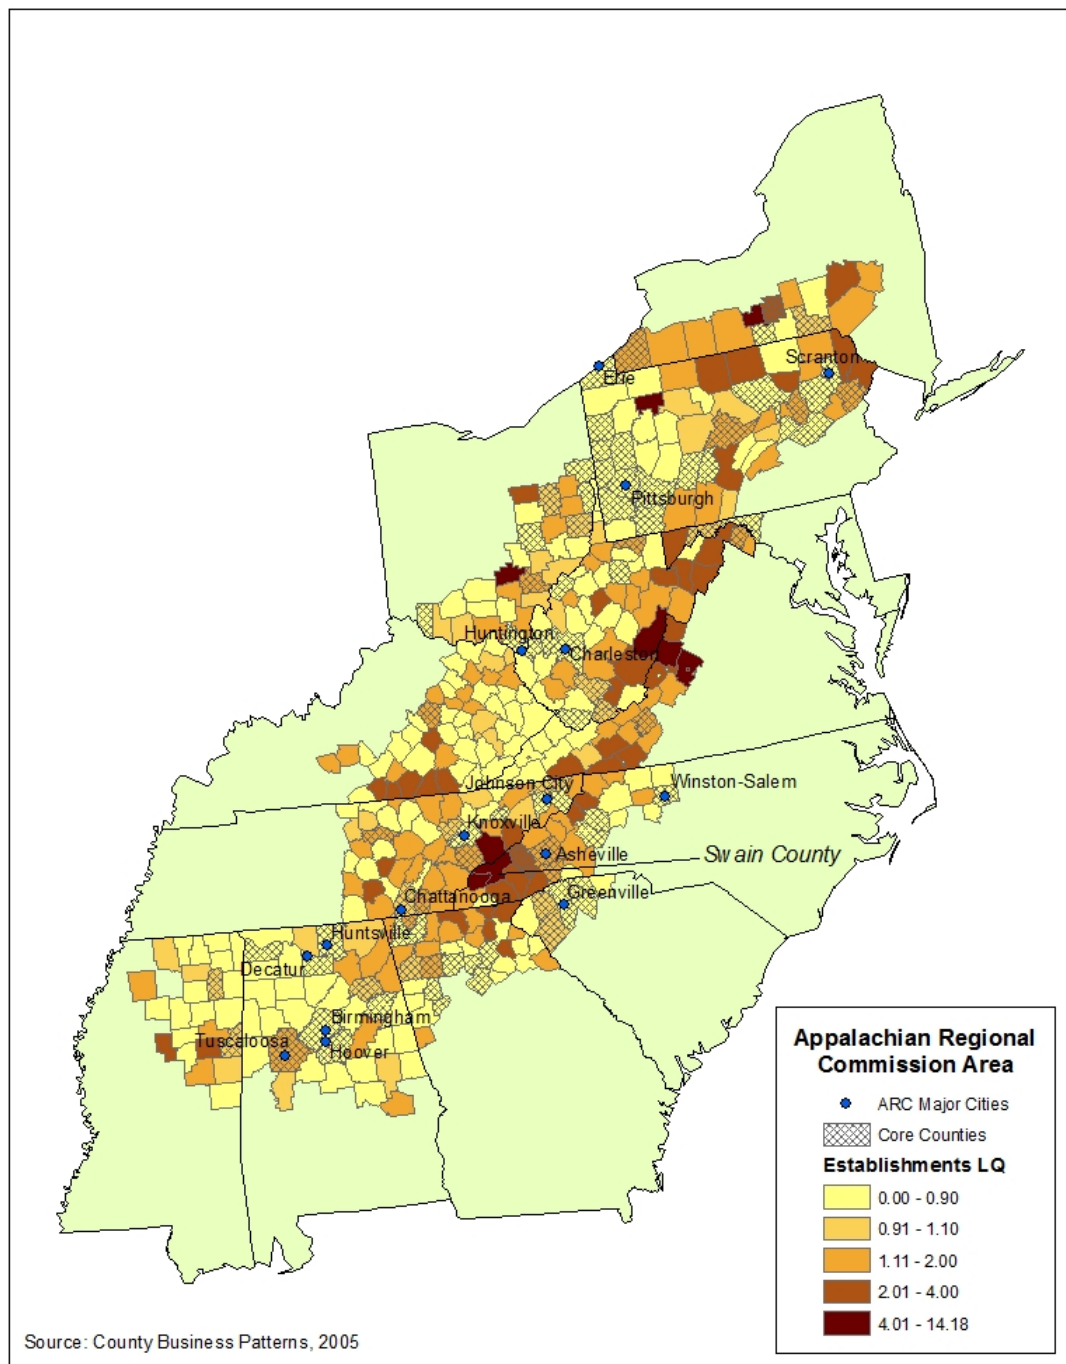 Scranton
Erie
Pittsburgh
Huntington
Charleston
Johnson City
Winston-Salem
Knoxville
Asheville
Swain County
Chattanooga
Greenville
Huntsville
Decatur
Birmingham
Tuscaloosa
Hoover
Appalachian Regional
Commission Area
ARC Major Cities
Core Counties
Establishments LQ
0.00 - 0.90
0.91 - 1.10
1.11 - 2.00
2.01 - 4.00
4.01 - 14.18
Source: County Business Patterns, 2005